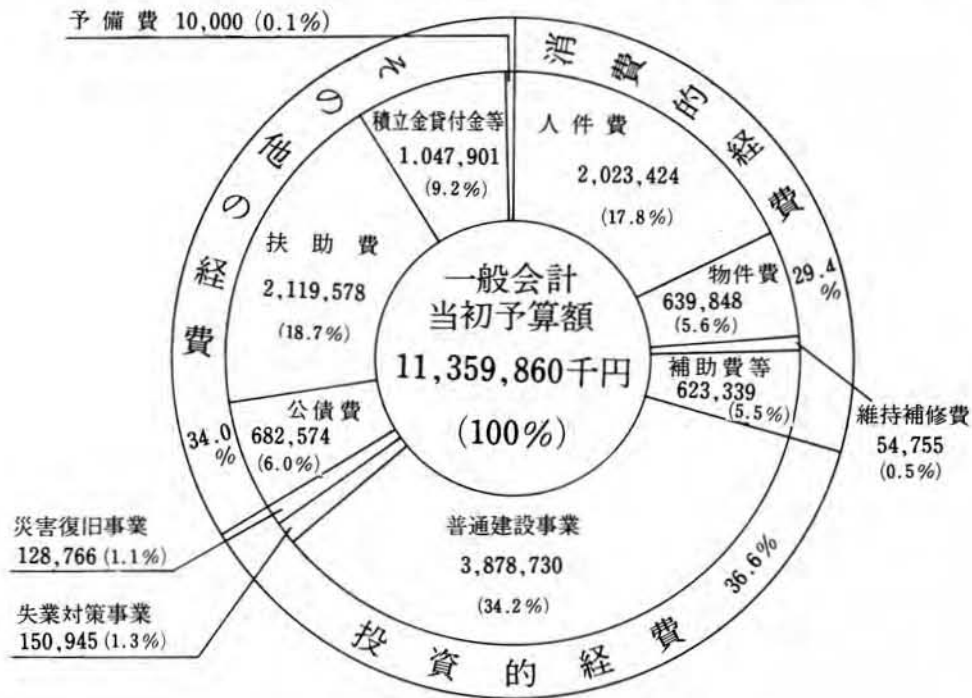 予備費 10,000 (0.1%)
消費的経費
29.4
%
人件費
2,023,424
(17.8%)
物件費
639,848
(5.6%)
維持補修費
54,755
(0.5%)
補助費等
623,339
(5.5%)
投資的経費
36.6%
普通建設事業
3,878,730
(34.2%)
失業対策事業
150,945 (1.3%)
災害復旧事業
128,766 (1.1%)
その他の経費
34.0
%
公債費
682,574
(6.0%)
扶助費
2,119,578
(18.7%)
積立金貸付金等
1,047,901
(9.2%)
一般会計
当初予算額
11,359,860千円
(100%)